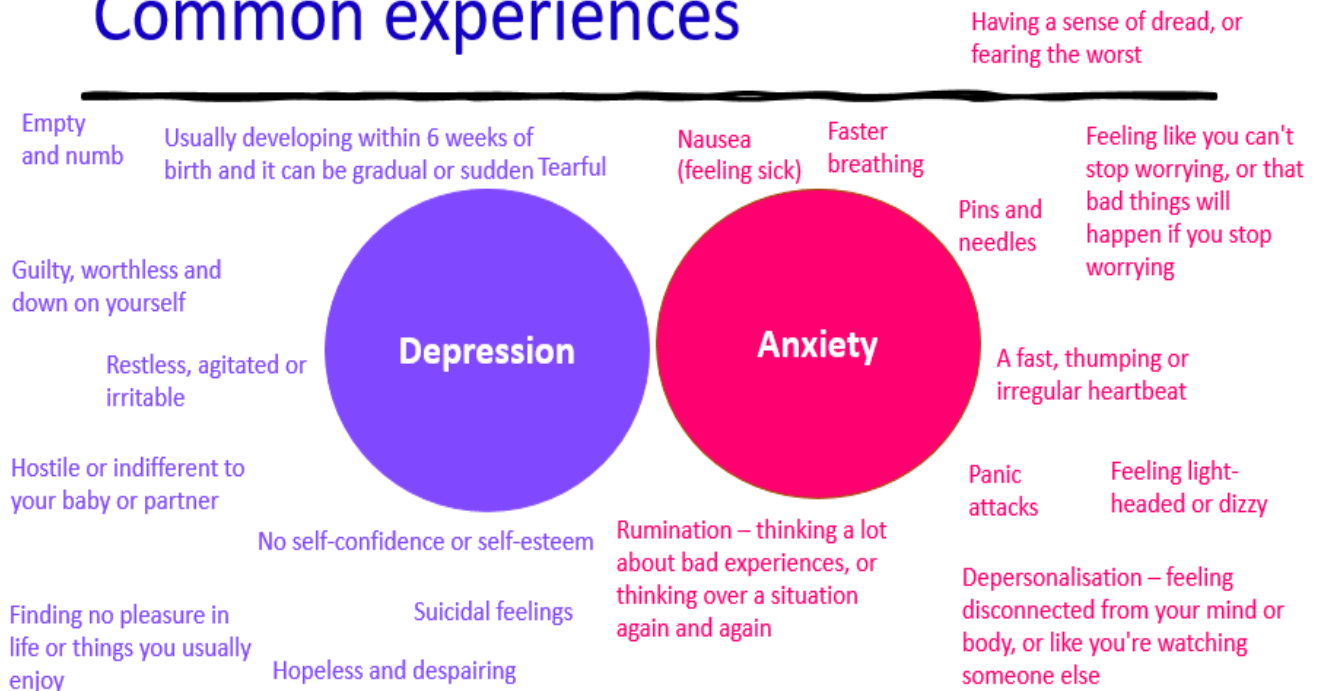 Common experiences
Having a sense of dread, or
fearing the worst
Empty
and numb
Usually developing within 6 weeks of
birth and it can be gradual or sudden
Tearful
Guilty, worthless and
down on yourself
Restless, agitated or
irritable
Depression
Hostile or indifferent to
your baby or partner
No self-confidence or self-esteem
Finding no pleasure in
life or things you usually
enjoy
Suicidal feelings
Hopeless and despairing
Nausea
(feeling sick)
Faster
breathing
Pins and
needles
Feeling like you can't
stop worrying, or that
bad things will
happen if you stop
worrying
Anxiety
A fast, thumping or
irregular heartbeat
Panic
attacks
Feeling light-
headed or dizzy
Rumination – thinking a lot
about bad experiences, or
thinking over a situation
again and again
Depersonalisation – feeling
disconnected from your mind or
body, or like you're watching
someone else